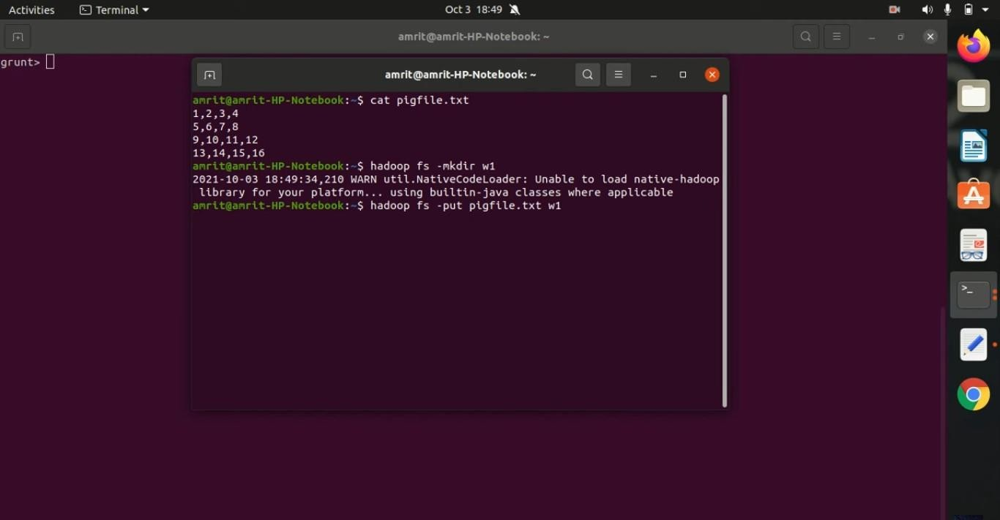 Activities Terminal Oct 3 18:49
amrit@amrit-HP-Notebook: ~
grunt>
amrit@amrit-HP-Notebook: ~
amrit@amrit-HP-Notebook:~$ cat pigfile.txt
1,2,3,4
5,6,7,8
9,10,11,12
13,14,15,16
amrit@amrit-HP-Notebook:~$ hadoop fs -mkdir w1
2021-10-03 18:49:34,210 WARN util.NativeCodeLoader: Unable to load native-hadoop
library for your platform... using builtin-java classes where applicable
amrit@amrit-HP-Notebook:~$ hadoop fs -put pigfile.txt w1